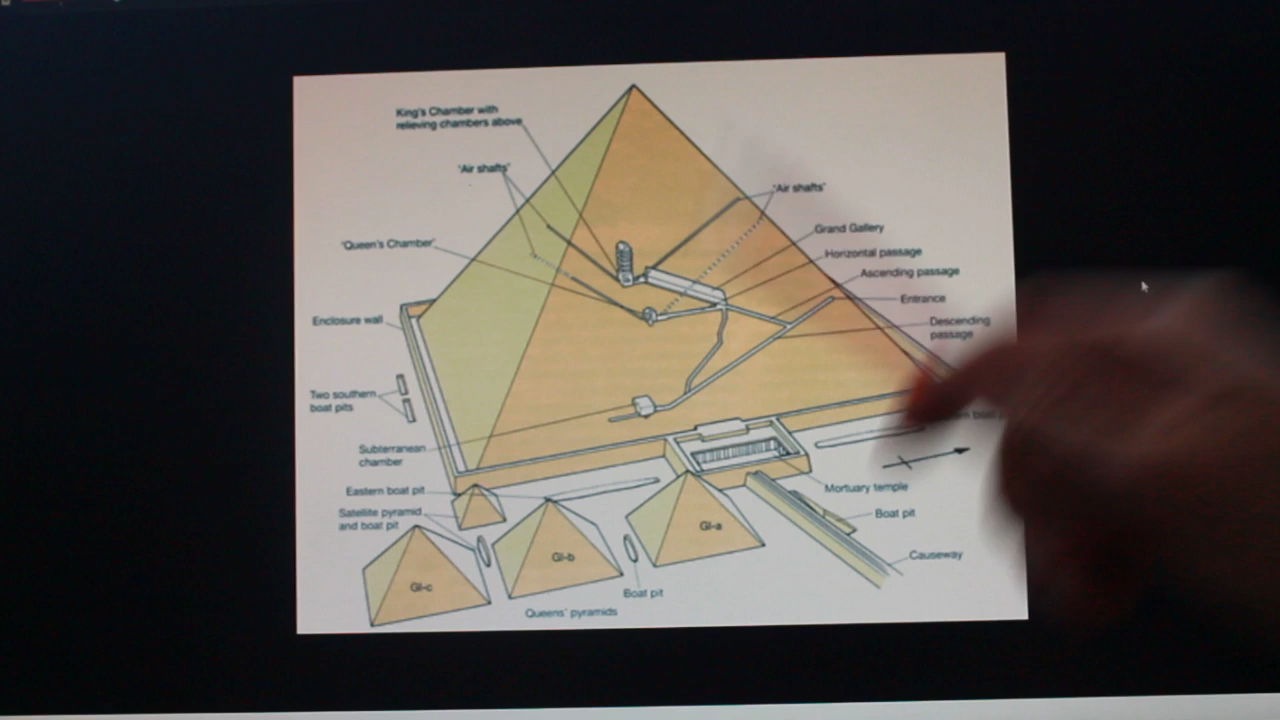 King's Chamber with
relieving chambers above
'Air shafts'
'Air shafts'
Grand Gallery
'Queen's Chamber'
Horizontal passage
Ascending passage
Entrance
Enclosure wall
Descending
passage
Two southern
boat pits
Subterranean
chamber
Eastern boat pit
Mortuary temple
Satellite pyramid
and boat pit
Boat pit
GI-a
GI-b
Causeway
GI-c
Boat pit
Queens' pyramids